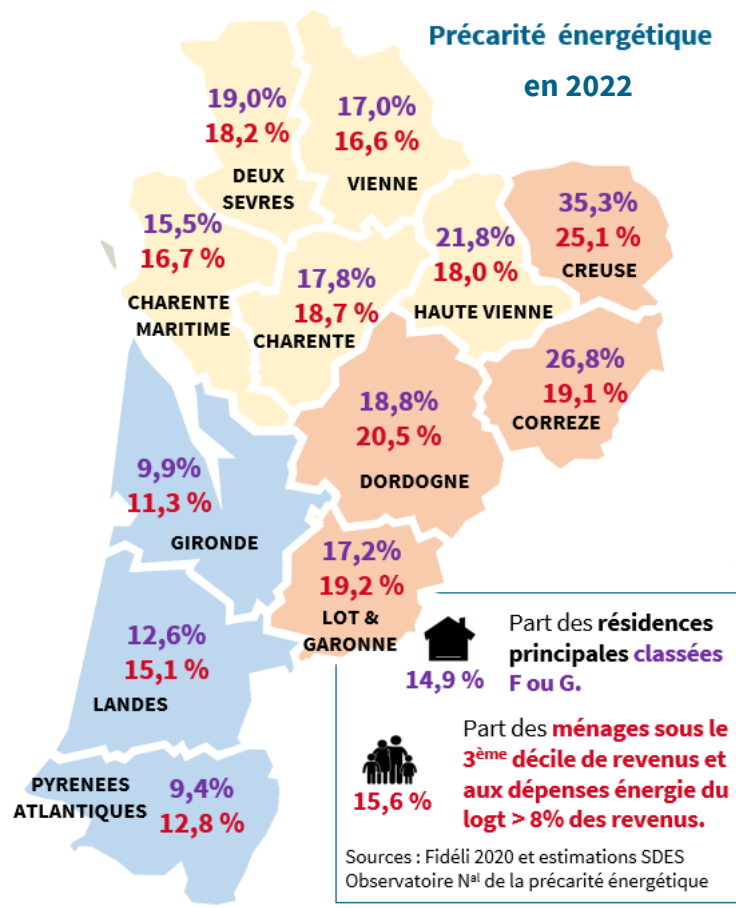 Précarité énergétique
en 2022
19,0%
18,2 %
DEUX
SEVRES
17,0%
16,6 %
VIENNE
15,5%
16,7 %
CHARENTE
MARITIME
17,8%
18,7 %
CHARENTE
21,8%
18,0 %
HAUTE VIENNE
35,3%
25,1 %
CREUSE
26,8%
19,1 %
CORREZE
18,8%
20,5 %
DORDOGNE
9,9%
11,3 %
GIRONDE
17,2%
19,2 %
LOT &
GARONNE
12,6%
15,1 %
LANDES
PYRENEES
ATLANTIQUES
9,4%
12,8 %
14,9 %
Part des résidences
principales classées
F ou G.
15,6 %
Part des ménages sous le
3ème décile de revenus et
aux dépenses énergie du
logt > 8% des revenus.
Sources : Fidéli 2020 et estimations SDES
Observatoire Nal de la précarité énergétique